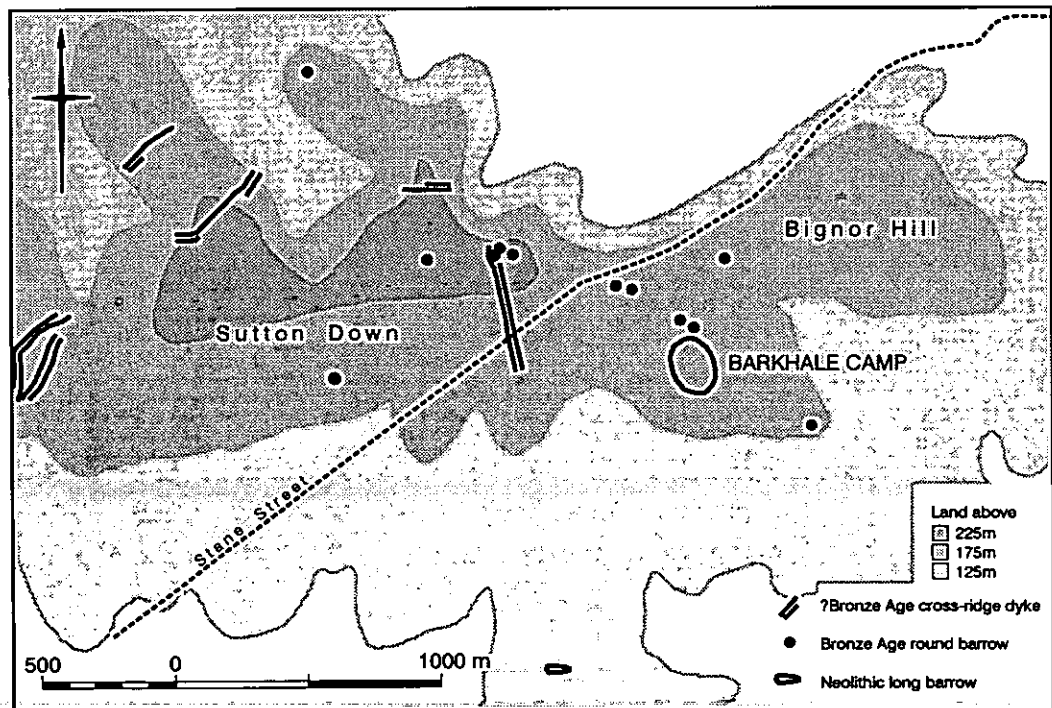 Bignor Hill
Sutton Down
BARKHALE CAMP
Stane Street
Land above
225m
175m
125m
?Bronze Age cross-ridge dyke
Bronze Age round barrow
Neolithic long barrow
500 0 1000 m